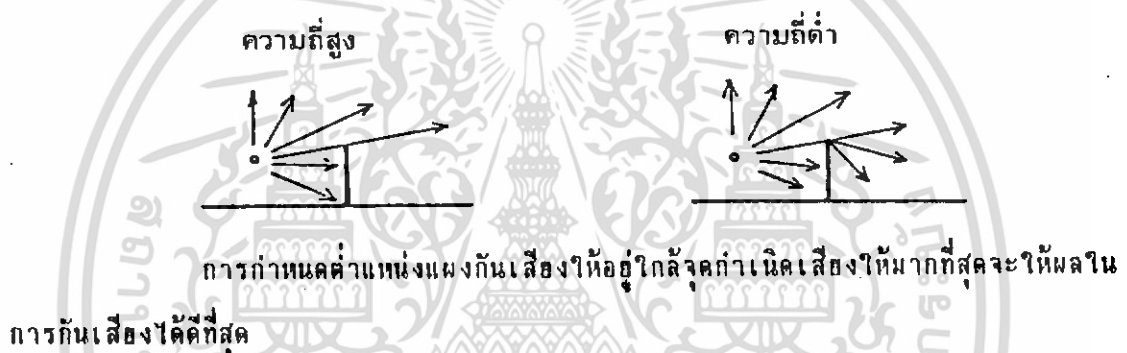 ความถี่สูง
ความถี่ต่ำ
การกำหนดตำแหน่งแผงกันเสียงให้อยู่ใกล้จุดกำเนิดเสียงให้มากที่สุดจะให้ผลใน
การกันเสียงได้ดีที่สุด